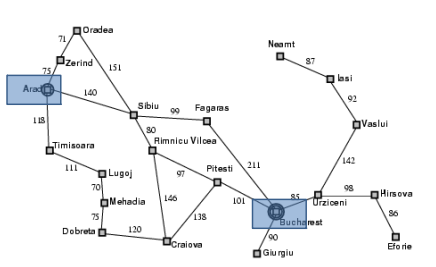 Oradea
71
Neamt
Zerind
87
151
75
Iasi
Arad
140
92
Sibiu
99
Fagaras
118
Vaslui
80
Timisoara
Rimnicu Vilcea
111
Lugoj
97
Pitesti
211
142
70
98
Hirsova
Mehadia
146
101
85
Urziceni
75
138
86
Bucharest
Dobreta
120
90
Craiova
Eforie
Giurgiu